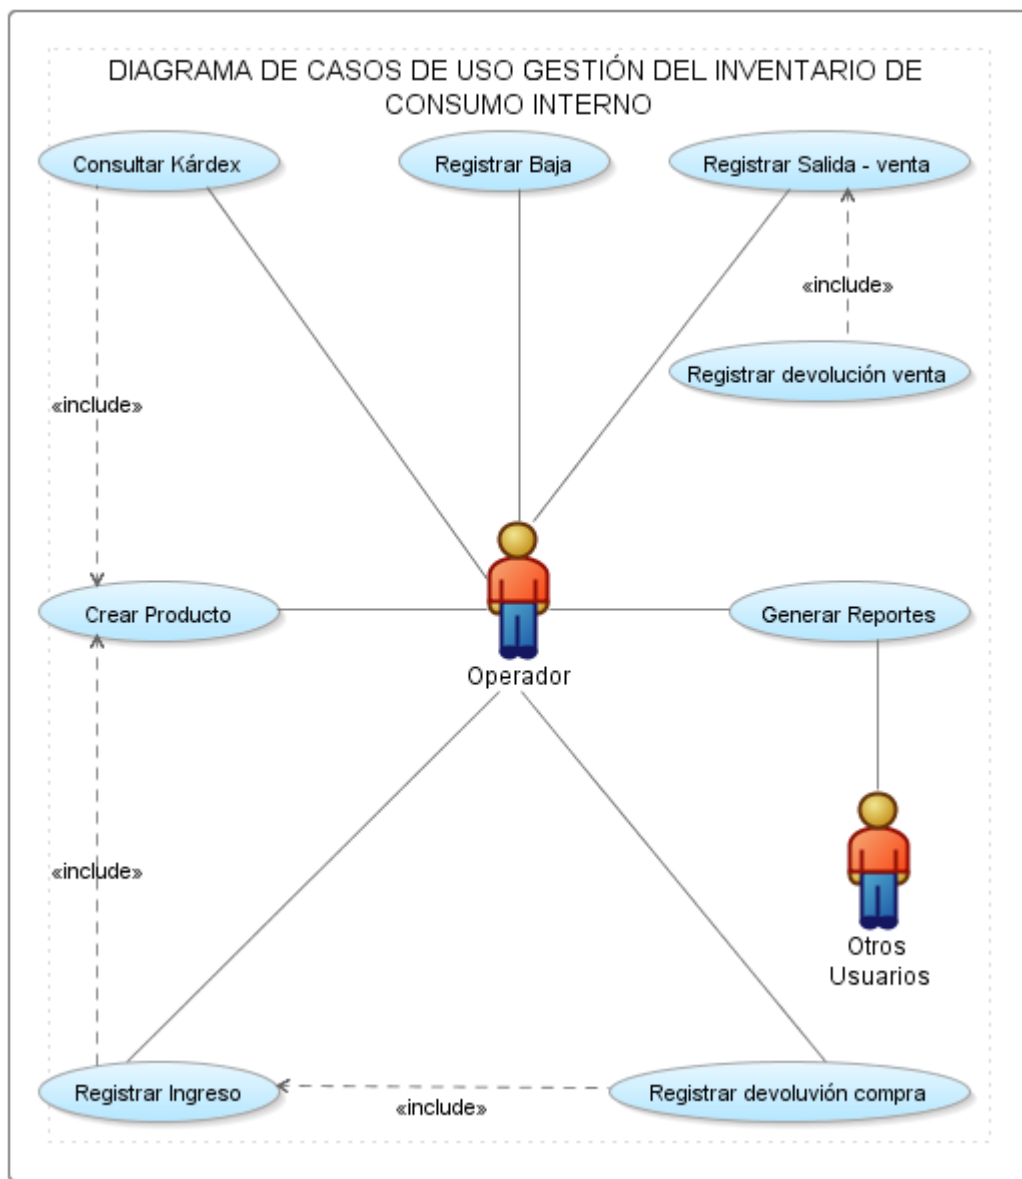 DIAGRAMA DE CASOS DE USO GESTIÓN DEL INVENTARIO DE
CONSUMO INTERNO
Consultar Kárdex
Registrar Baja
Registrar Salida - venta
«include»
Registrar devolución venta
«include»
Crear Producto
Generar Reportes
Operador
«include»
Otros
Usuarios
Registrar Ingreso
«include»
Registrar devoluvión compra